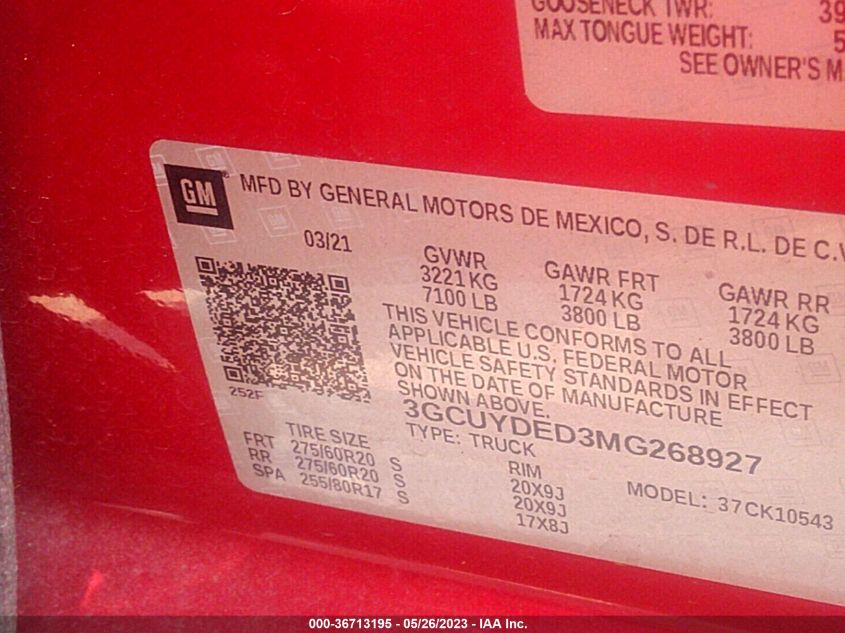 GOOSENECK TWR: 39
MAX TONGUE WEIGHT: 5
SEE OWNER'S M
GM
MFD BY GENERAL MOTORS DE MEXICO, S. DE R.L. DE C.V
03/21
GVWR GAWR FRT GAWR RR
3221 KG 1724 KG 1724 KG
7100 LB 3800 LB 3800 LB
THIS VEHICLE CONFORMS TO ALL
APPLICABLE U.S. FEDERAL MOTOR
VEHICLE SAFETY STANDARDS IN EFFECT
ON THE DATE OF MANUFACTURE
SHOWN ABOVE.
252F
3GCUYDED3MG268927
TYPE: TRUCK
MODEL: 37CK10543
TIRE SIZE RIM
FRT 275/60R20 S 20X9J
RR 275/60R20 S 20X9J
SPA 255/80R17 S 17X8J
000-36713195 - 05/26/2023 - IAA Inc.